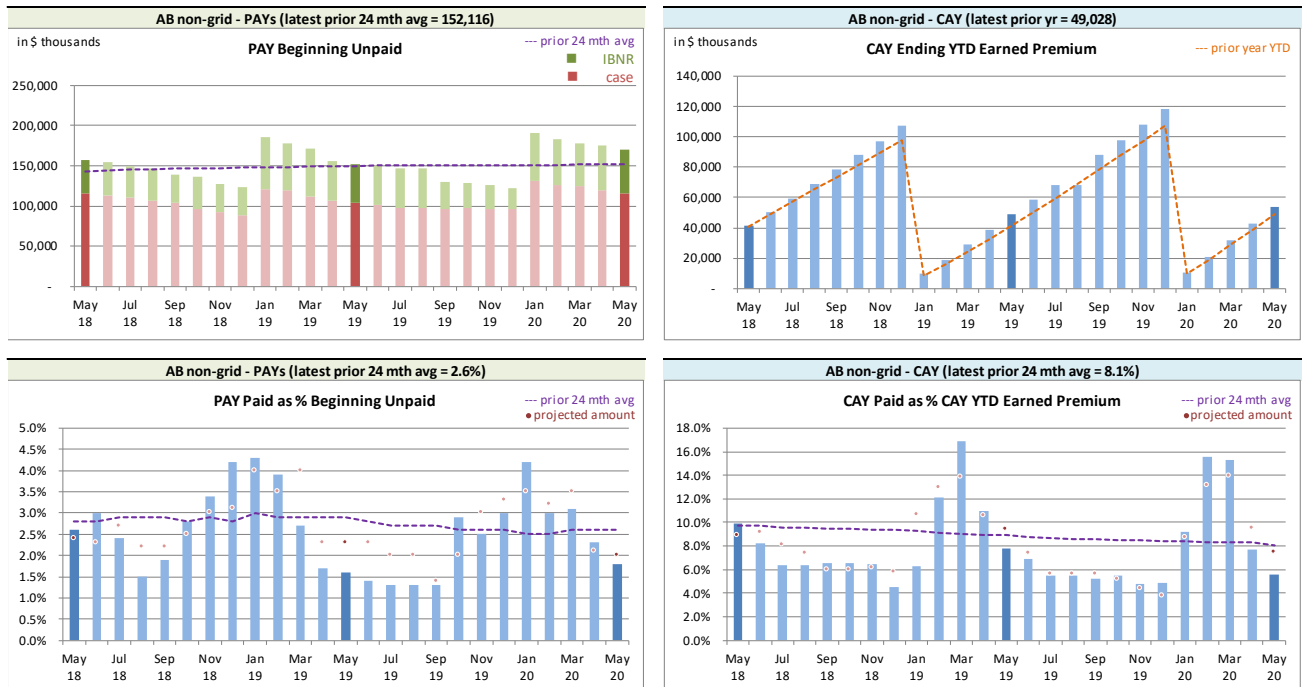 AB non-grid - PAYs (latest prior 24 mth avg = 152,116)
in $ thousands
PAY Beginning Unpaid
--- prior 24 mth avg
IBNR
case
250,000
200,000
150,000
100,000
50,000
-
May Jul Sep Nov Jan Mar May Jul Sep Nov Jan Mar May
18 18 18 18 19 19 19 19 19 19 20 20 20
AB non-grid - CAY (latest prior yr = 49,028)
in $ thousands
CAY Ending YTD Earned Premium
--- prior year YTD
140,000
120,000
100,000
80,000
60,000
40,000
20,000
-
May Jul Sep Nov Jan Mar May Jul Sep Nov Jan Mar May
18 18 18 18 19 19 19 19 19 19 20 20 20
AB non-grid - PAYs (latest prior 24 mth avg = 2.6%)
PAY Paid as % Beginning Unpaid
--- prior 24 mth avg
projected amount
5.0%
4.5%
4.0%
3.5%
3.0%
2.5%
2.0%
1.5%
1.0%
0.5%
0.0%
May Jul Sep Nov Jan Mar May Jul Sep Nov Jan Mar May
18 18 18 18 19 19 19 19 19 19 20 20 20
AB non-grid - CAY (latest prior 24 mth avg = 8.1%)
CAY Paid as % CAY YTD Earned Premium
--- prior 24 mth avg
projected amount
18.0%
16.0%
14.0%
12.0%
10.0%
8.0%
6.0%
4.0%
2.0%
0.0%
May Jul Sep Nov Jan Mar May Jul Sep Nov Jan Mar May
18 18 18 18 19 19 19 19 19 19 20 20 20